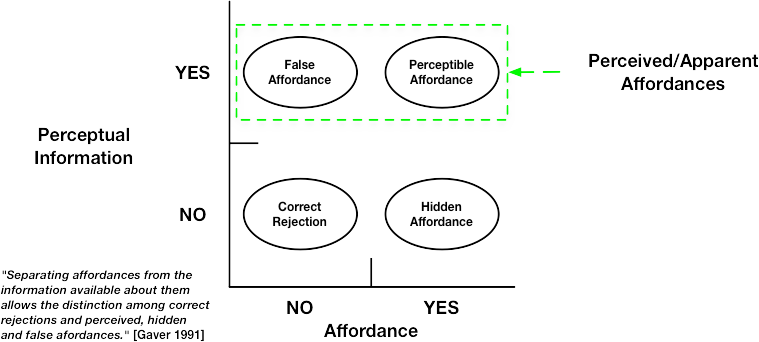 YES
False
Affordance
Perceptible
Affordance
Perceived/Apparent
Affordances
Perceptual
Information
NO
Correct
Rejection
Hidden
Affordance
"Separating affordances from the
information available about them
allows the distinction among correct
rejections and perceived, hidden
and false afordances." [Gaver 1991]
NO
YES
Affordance